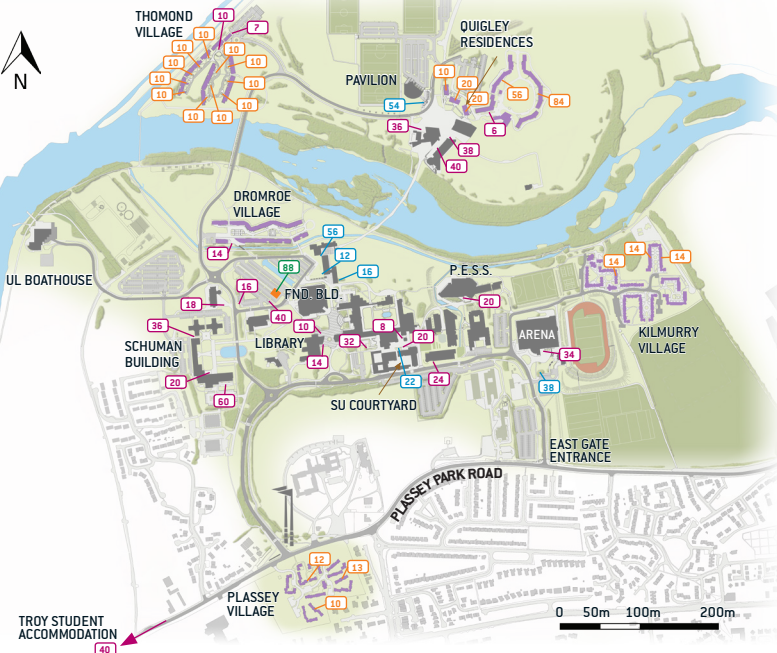 THOMOND
VILLAGE
10
7
10
10
10
10
10
10
10
10
10
10
10
10
N
QUIGLEY
RESIDENCES
PAVILION
10
20
20
56
84
54
36
6
38
40
DROMROE
VILLAGE
14
56
12
16
88
FND. BLD.
UL BOATHOUSE
P.E.S.S.
20
14
14
14
KILMURRY
VILLAGE
18
16
40
36
SCHUMAN
BUILDING
LIBRARY
10
14
32
8
20
22
24
ARENA
34
38
20
60
SU COURTYARD
EAST GATE
ENTRANCE
PLASSEY PARK ROAD
12
13
10
PLASSEY
VILLAGE
TROY STUDENT
ACCOMMODATION
40
0 50m 100m 200m